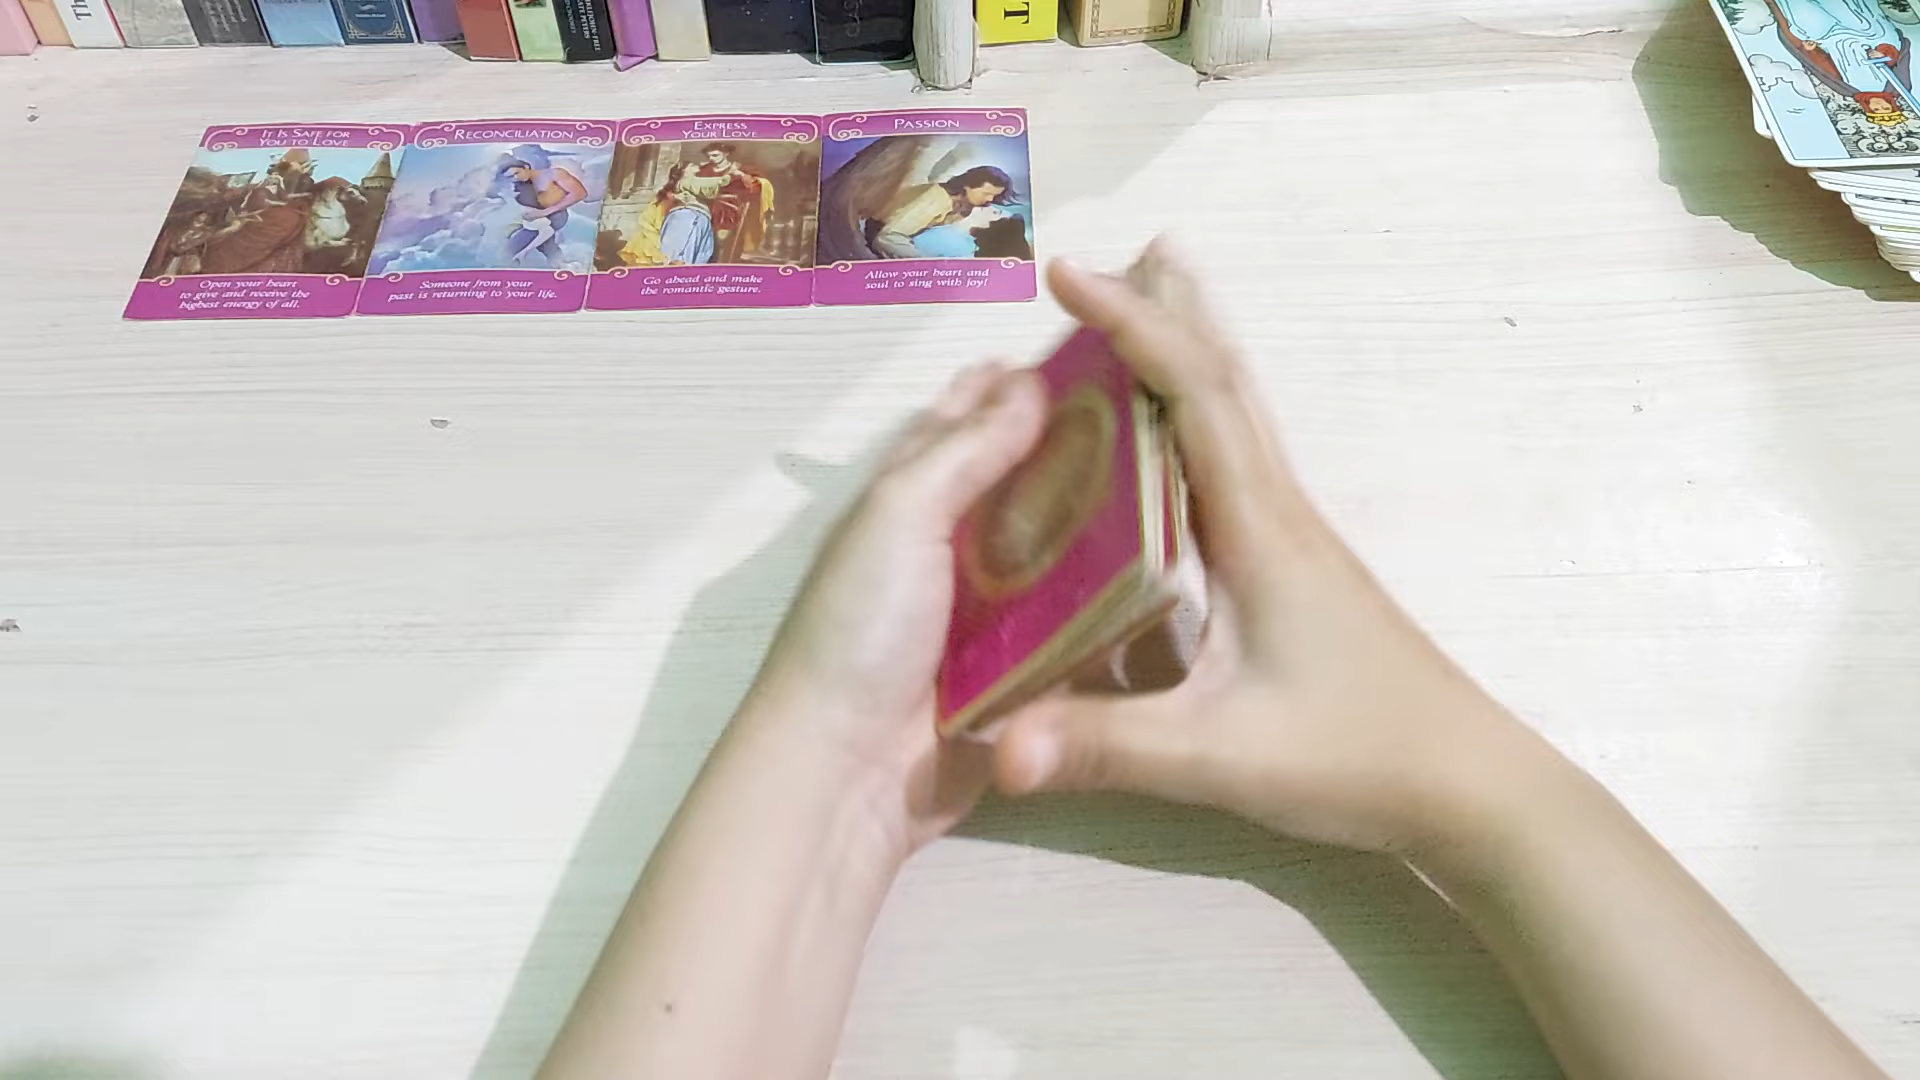 Th
T
IT IS SAFE FOR
YOU TO LOVE
Open your heart
to give and receive the
highest energy of all.
RECONCILIATION
Someone from your
past is returning to your life.
EXPRESS
YOUR LOVE
Go ahead and make
the romantic gesture.
PASSION
Allow your heart and
soul to sing with joy!